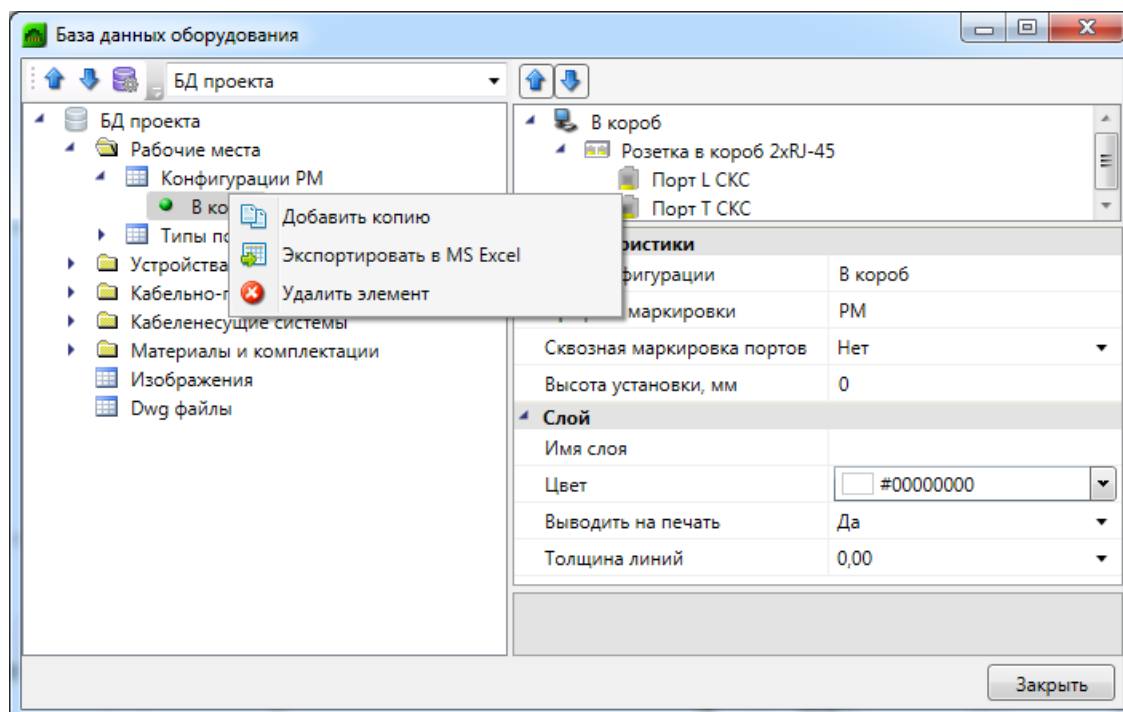 База данных оборудования
БД проекта
БД проекта
Рабочие места
Конфигурации РМ
В ко
Типы по
Устройства
Кабельно-
Кабеленесущие системы
Материалы и комплектации
Изображения
Dwg файлы
Добавить копию
Экспортировать в MS Excel
Удалить элемент
В короб
Розетка в короб 2xRJ-45
Порт L СКС
Порт T СКС
ристики
фигурации В короб
маркировки РМ
Сквозная маркировка портов Нет
Высота установки, мм 0
Слой
Имя слоя
Цвет #00000000
Выводить на печать Да
Толщина линий 0,00
Закрыть